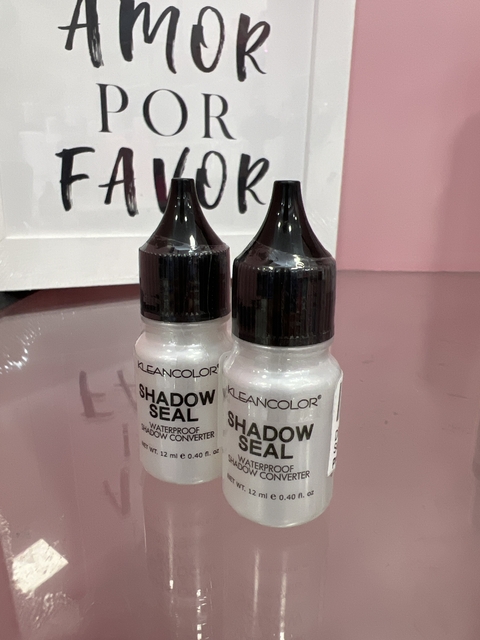 AMOR
POR
FAVOR
KLEANCOLOR®
SHADOW
SEAL
WATERPROOF
SHADOW CONVERTER
NET WT. 12 ml e 0.40 fl. oz
KLEANCOLOR®
SHADOW
SEAL
WATERPROOF
SHADOW CONVERTER
NET WT. 12 ml e 0.40 fl. oz